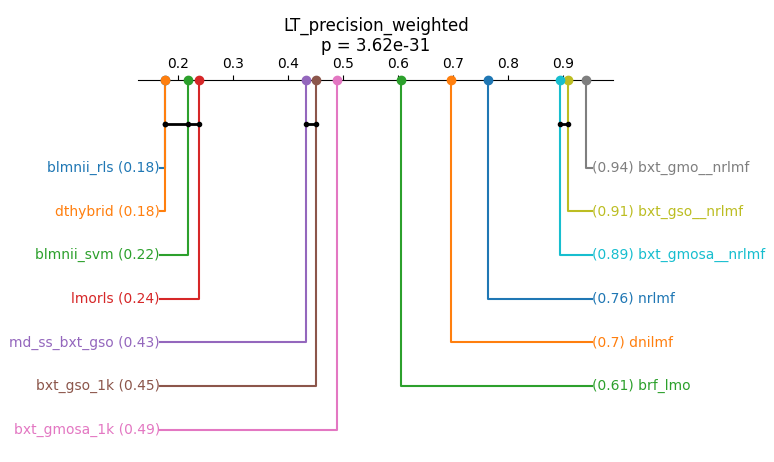 LT_precision_weighted
p = 3.62e-31
0.2 0.3 0.4 0.5 0.6 0.7 0.8 0.9
blmnii_rls (0.18)
(0.94) bxt_gmo__nrlmf
dthybrid (0.18)
(0.91) bxt_gso__nrlmf
blmnii_svm (0.22)
(0.89) bxt_gmosa__nrlmf
lmorls (0.24)
(0.76) nrlmf
md_ss_bxt_gso (0.43)
(0.7) dnilmf
bxt_gso_1k (0.45)
(0.61) brf_lmo
bxt_gmosa_1k (0.49)